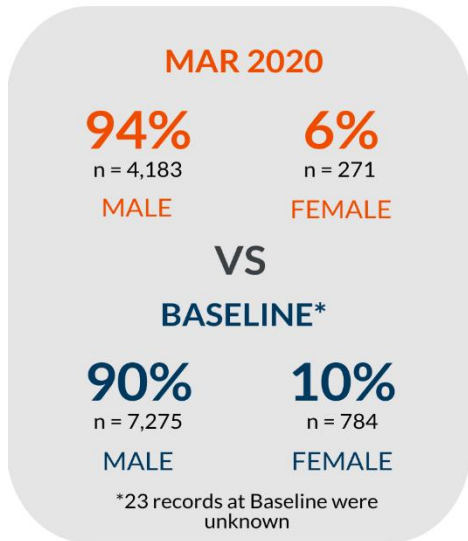 MAR 2020
94% 6%
n = 4,183 n = 271
MALE FEMALE
VS
BASELINE*
90% 10%
n = 7,275 n = 784
MALE FEMALE
*23 records at Baseline were
unknown